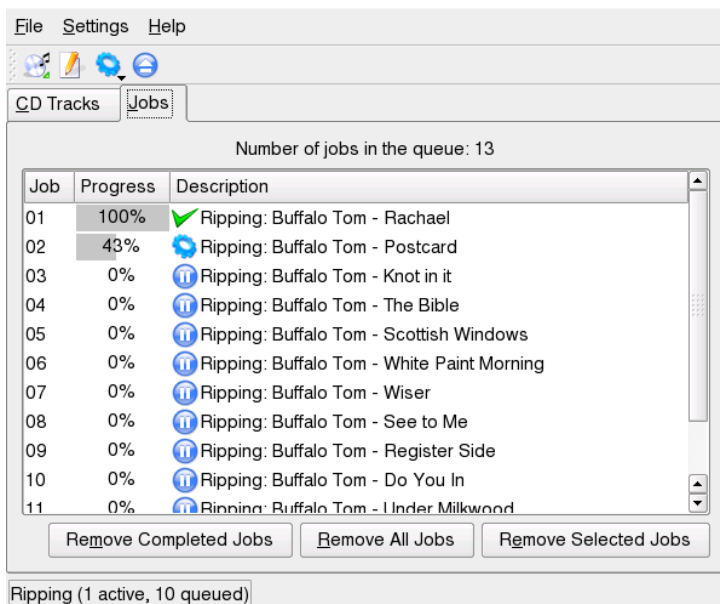 File Settings Help
CD Tracks Jobs
Number of jobs in the queue: 13
Job Progress Description
01 100% Ripping: Buffalo Tom - Rachael
02 43% Ripping: Buffalo Tom - Postcard
03 0% Ripping: Buffalo Tom - Knot in it
04 0% Ripping: Buffalo Tom - The Bible
05 0% Ripping: Buffalo Tom - Scottish Windows
06 0% Ripping: Buffalo Tom - White Paint Morning
07 0% Ripping: Buffalo Tom - Wiser
08 0% Ripping: Buffalo Tom - See to Me
09 0% Ripping: Buffalo Tom - Register Side
10 0% Ripping: Buffalo Tom - Do You In
11 0% Ripping: Buffalo Tom - Under Milkwood
Remove Completed Jobs Remove All Jobs Remove Selected Jobs
Ripping (1 active, 10 queued)